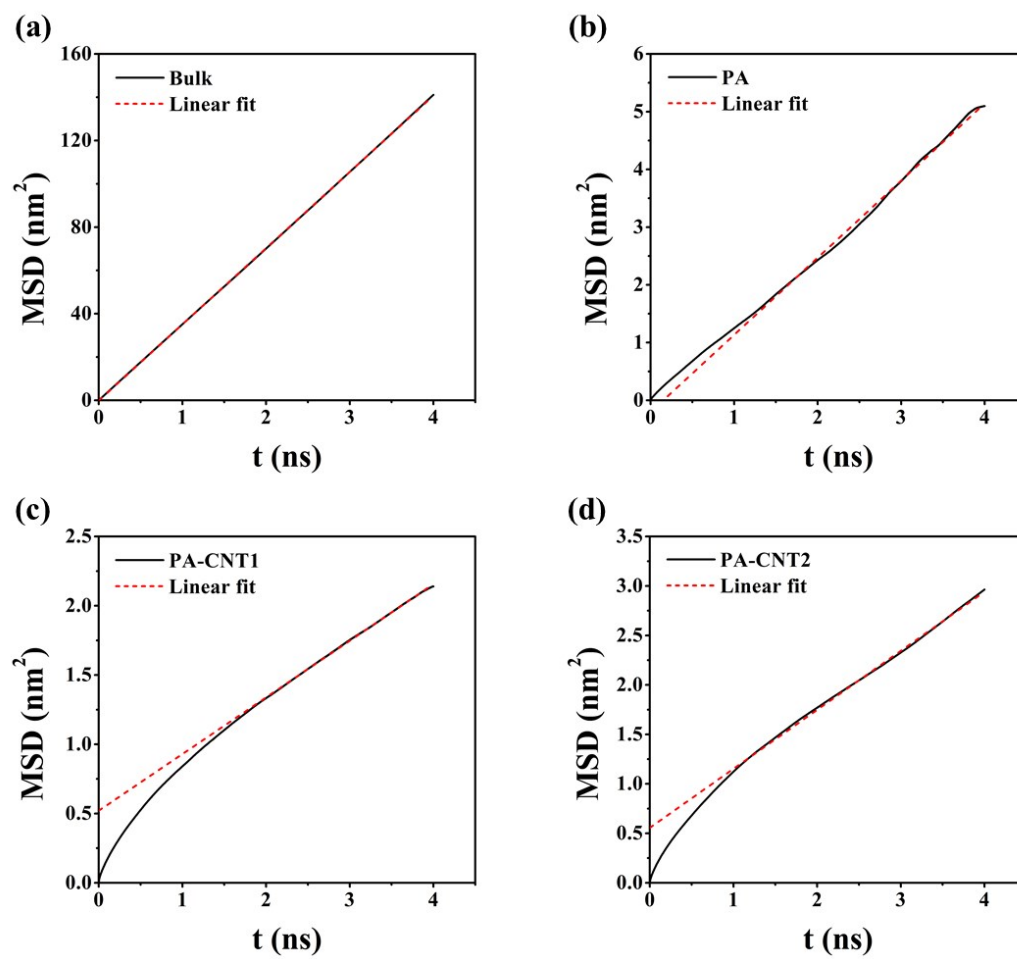 (a)
160
Bulk
Linear fit
120
80
40
0
MSD (nm²)
0 1 2 3 4
t (ns)
(b)
6
PA
Linear fit
5
4
3
2
1
0
MSD (nm²)
0 1 2 3 4
t (ns)
(c)
2.5
PA-CNT1
Linear fit
2.0
1.5
1.0
0.5
0.0
MSD (nm²)
0 1 2 3 4
t (ns)
(d)
3.5
PA-CNT2
Linear fit
3.0
2.5
2.0
1.5
1.0
0.5
0.0
MSD (nm²)
0 1 2 3 4
t (ns)